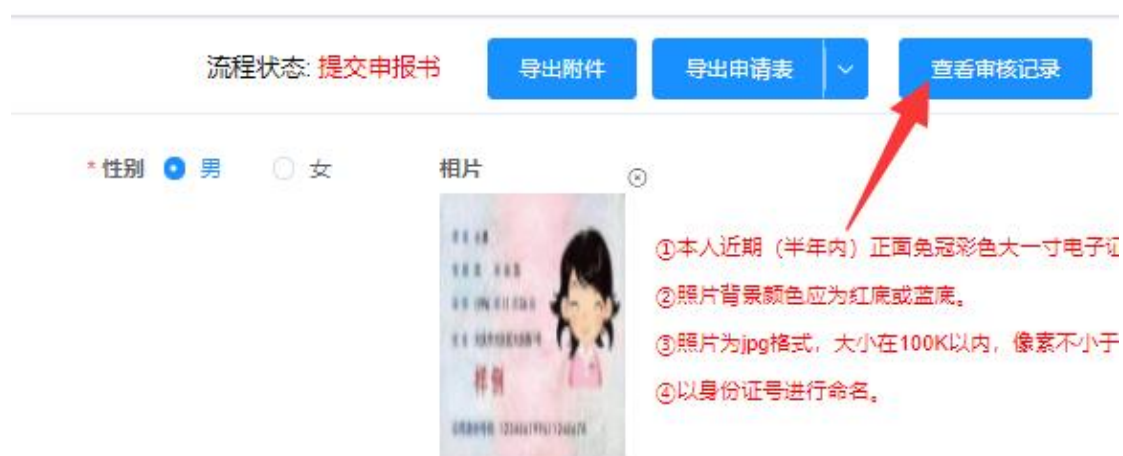 流程状态: 提交申报书 导出附件 导出申请表 查看审核记录
* 性别 男 女 相片
①本人近期（半年内）正面免冠彩色大一寸电子证
②照片背景颜色应为红底或蓝底。
③照片为jpg格式，大小在100K以内，像素不小于
④以身份证号进行命名。
样例